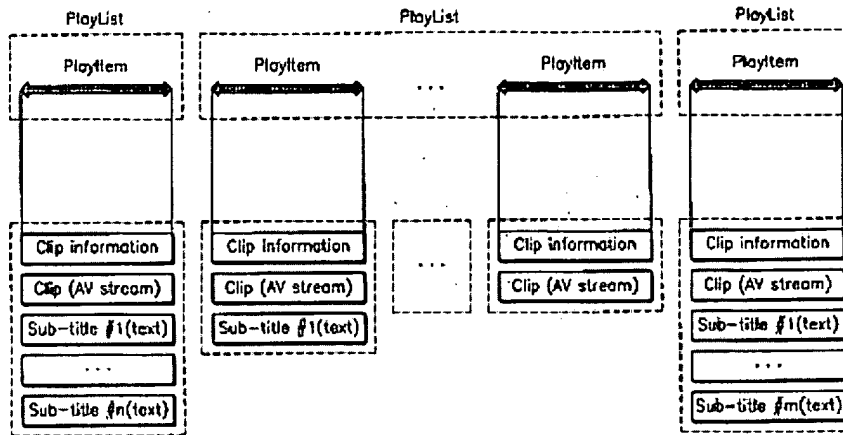 PlayList PlayList PlayList
PlayItem PlayItem ... PlayItem PlayItem
Clip information Clip Information ... Clip information Clip information
Clip (AV stream) Clip (AV stream) Clip (AV stream) Clip (AV stream)
Sub-title #1(text) Sub-title #1(text) Sub-title #1(text)
... ...
Sub-title #n(text) Sub-title #m(text)